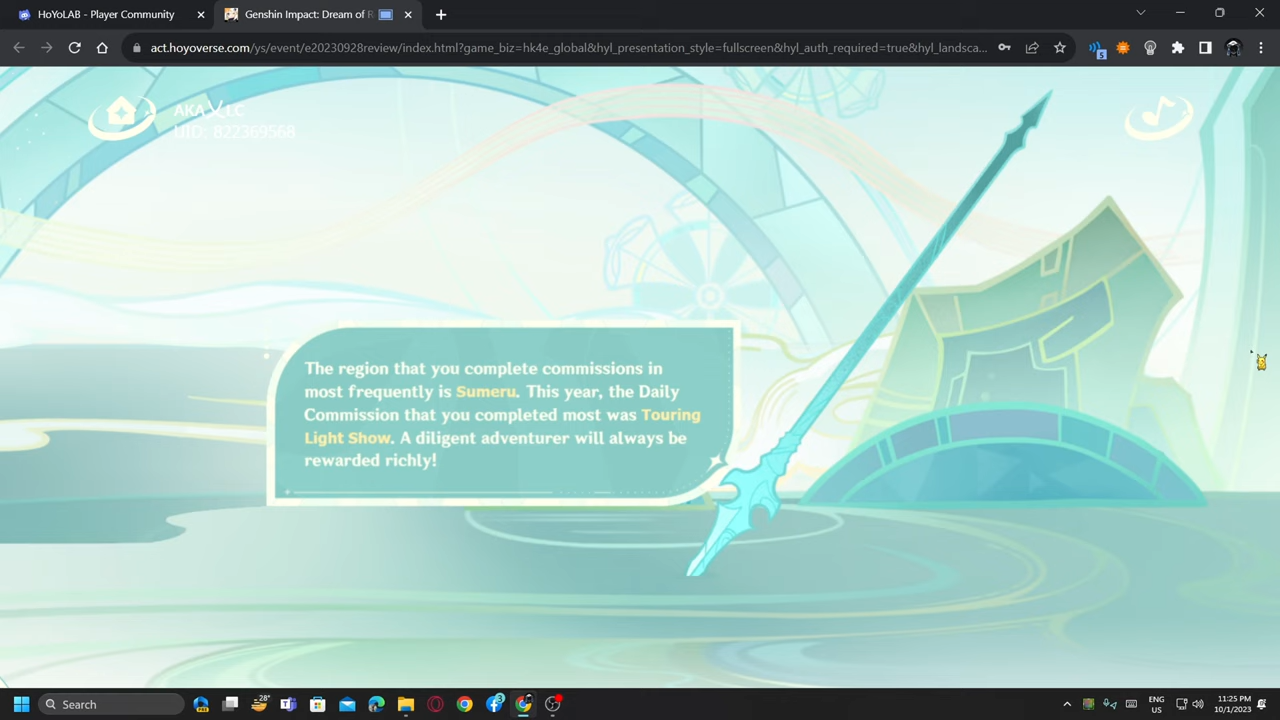 HoYoLAB - Player Community
Genshin Impact: Dream of R
act.hoyoverse.com/ys/event/e20230928review/index.html?game_biz=hk4e_global&hyl_presentation_style=fullscreen&hyl_auth_required=true&hyl_landsca...
5
UID: 822369568
The region that you complete commissions in
most frequently is Sumeru. This year, the Daily
Commission that you completed most was Touring
Light Show. A diligent adventurer will always be
rewarded richly!
Search
28°
3
ENG
US
11:25 PM
10/1/2023